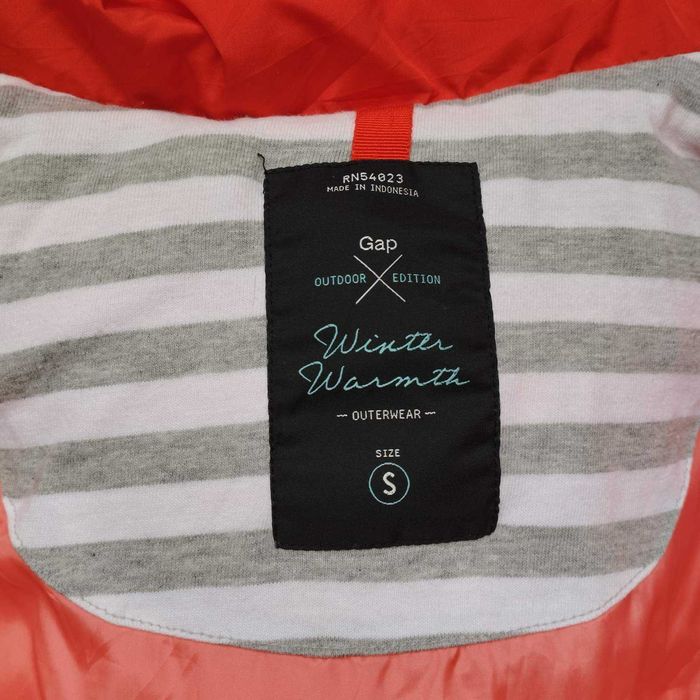 RN54023
MADE IN INDONESIA
Gap
OUTDOOR EDITION
Winter
Warmth
~ OUTERWEAR ~
SIZE
S